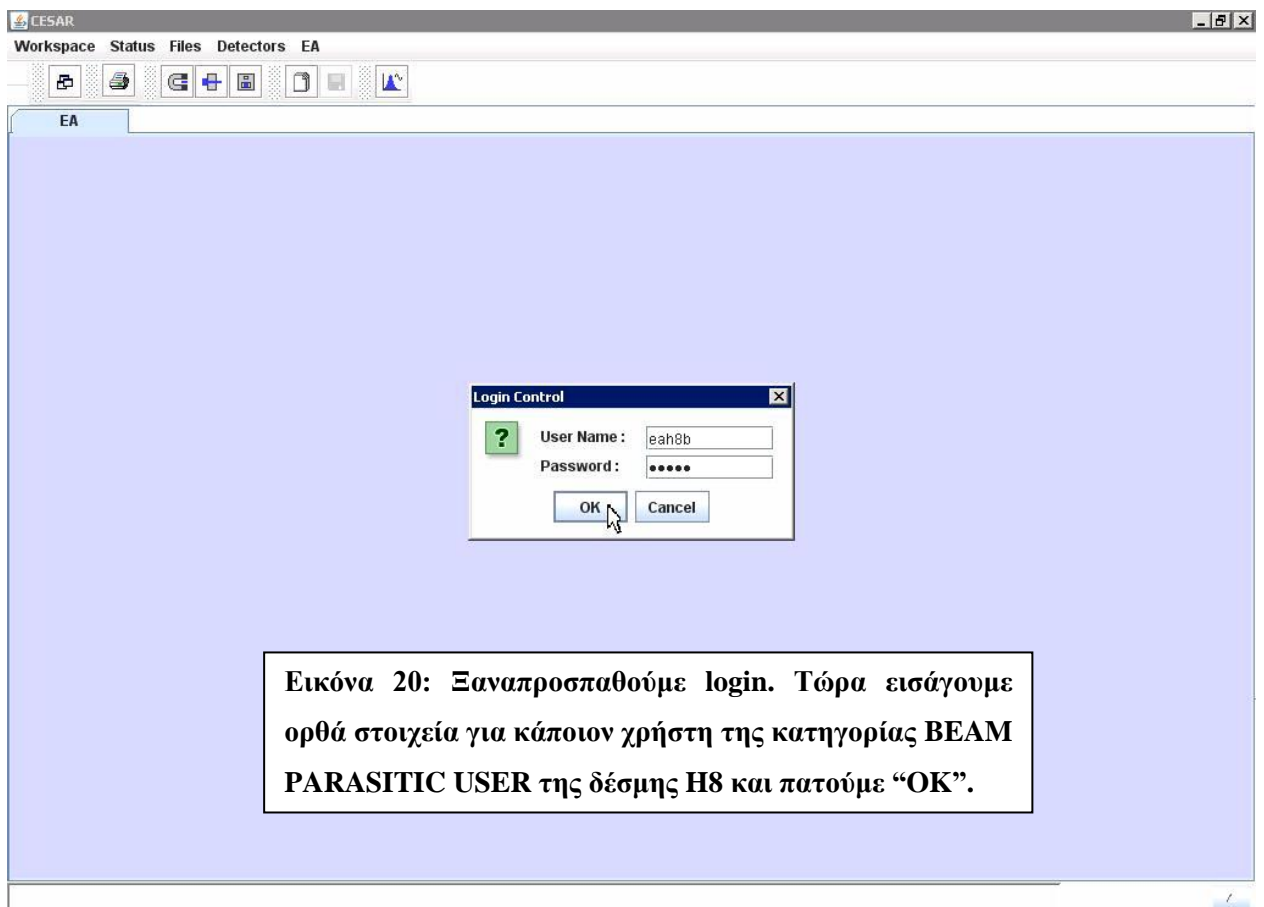 CESAR
Workspace Status Files Detectors EA
EA
Login Control
? User Name : eah8b
Password : •••••
OK Cancel
Εικόνα 20: Ξαναπροσπαθούμε login. Τώρα εισάγουμε
ορθά στοιχεία για κάποιον χρήστη της κατηγορίας BEAM
PARASITIC USER της δέσμης H8 και πατούμε “OK”.